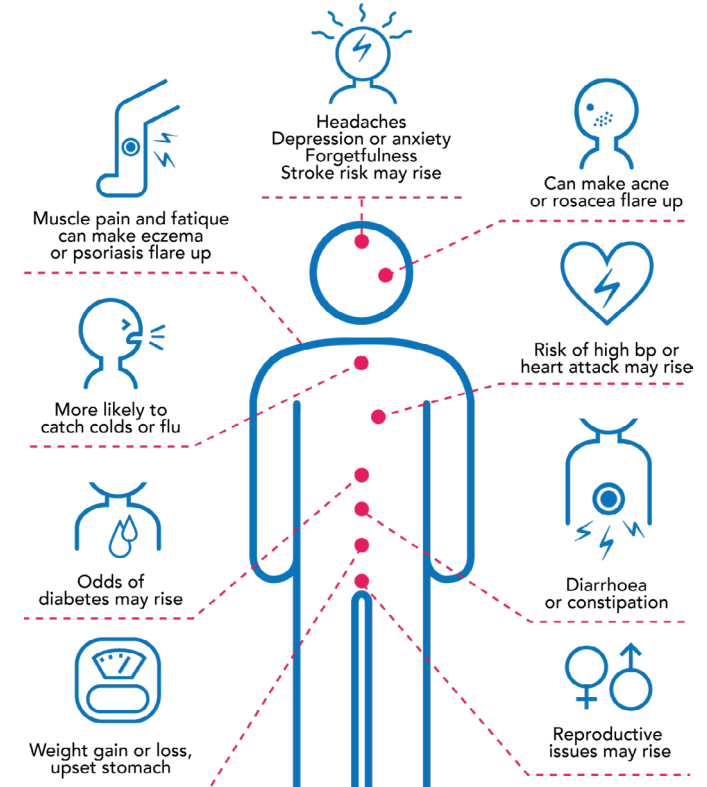 Headaches
Depression or anxiety
Forgetfulness
Stroke risk may rise
Can make acne
or rosacea flare up
Muscle pain and fatique
can make eczema
or psoriasis flare up
Risk of high bp or
heart attack may rise
More likely to
catch colds or flu
Odds of
diabetes may rise
Diarrhoea
or constipation
Weight gain or loss,
upset stomach
Reproductive
issues may rise